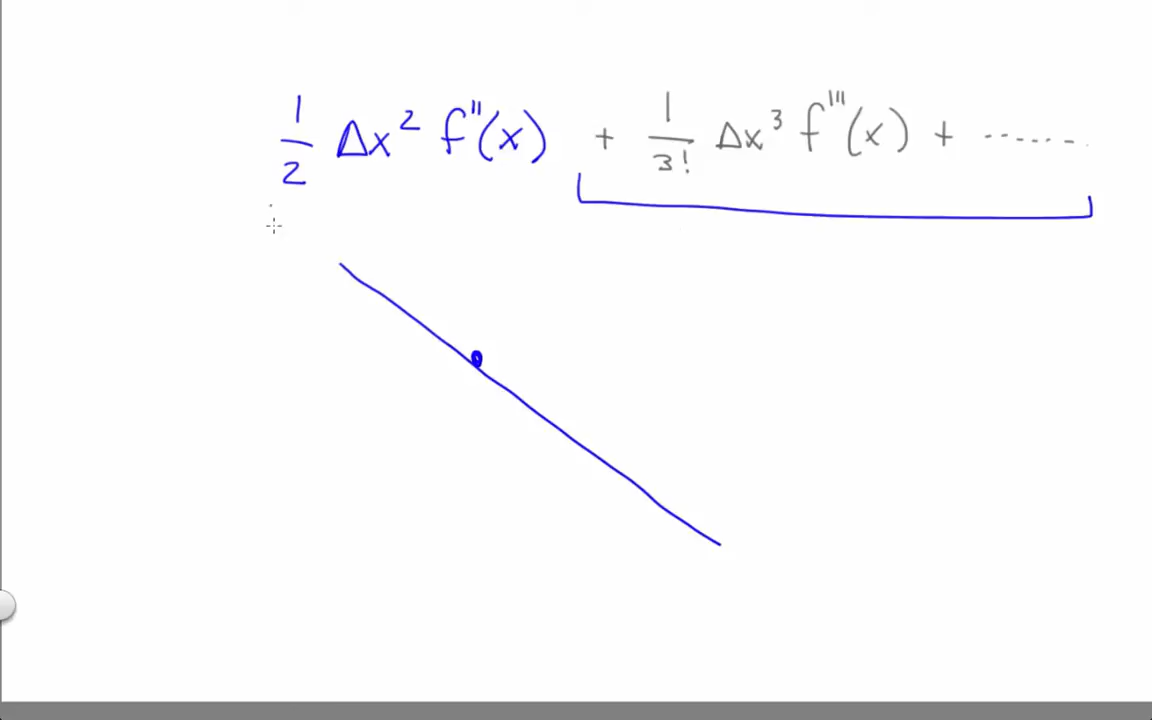 1/2 Δx² f''(x) + 1/3! Δx³ f'''(x) + ......